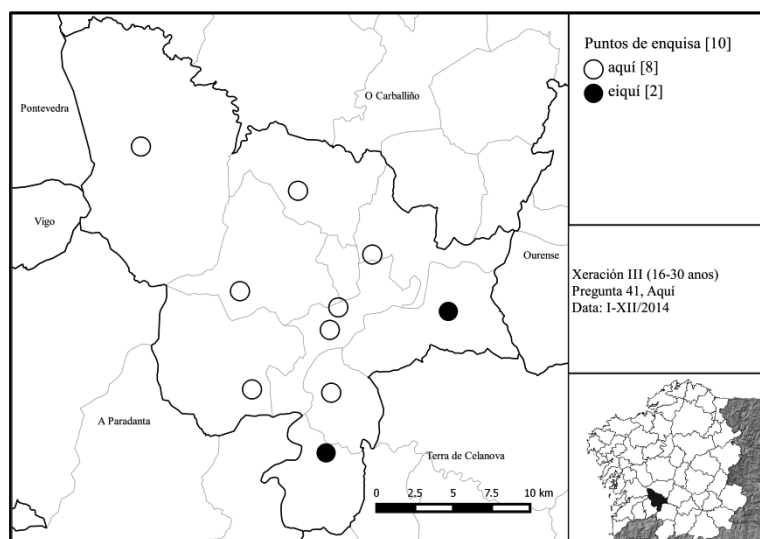 Pontevedra
O Carballiño
Vigo
Ourense
A Paradanta
Terra de Celanova
0 2,5 5 7,5 10 km
Puntos de enquisa [10]
aquí [8]
eiquí [2]
Xeración III (16-30 anos)
Pregunta 41, Aquí
Data: I-XII/2014